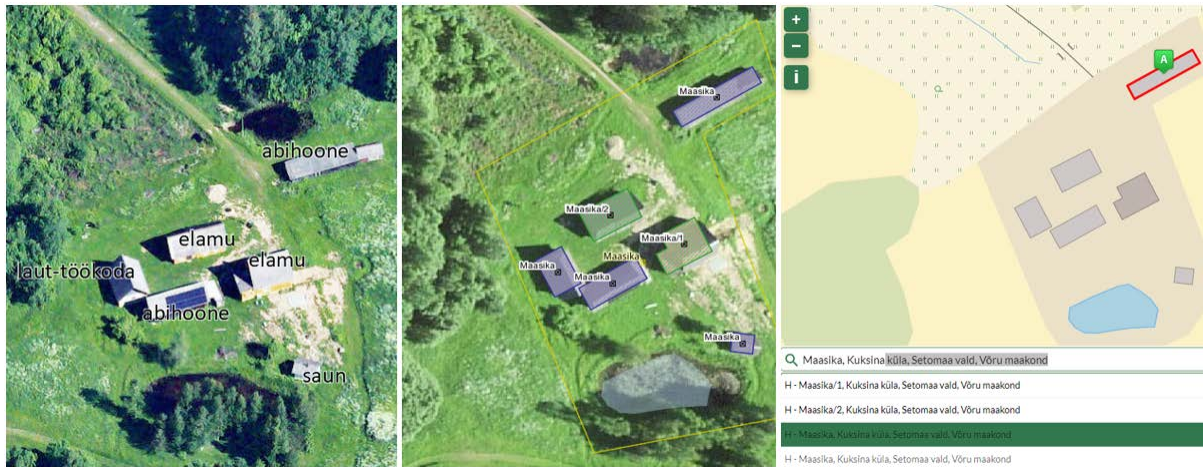 abihoone
elamu
elamu
laut-töökoda
abihoone
saun
Maasika
Maasika/2
Maasika/1
Maasika
Maasika
Maasika
Maasika
+
−
i
A
Maasika, Kuksina küla, Setomaa vald, Võru maakond
H - Maasika/1, Kuksina küla, Setomaa vald, Võru maakond
H - Maasika/2, Kuksina küla, Setomaa vald, Võru maakond
H - Maasika, Kuksina küla, Setomaa vald, Võru maakond
H - Maasika, Kuksina küla, Setomaa vald, Võru maakond